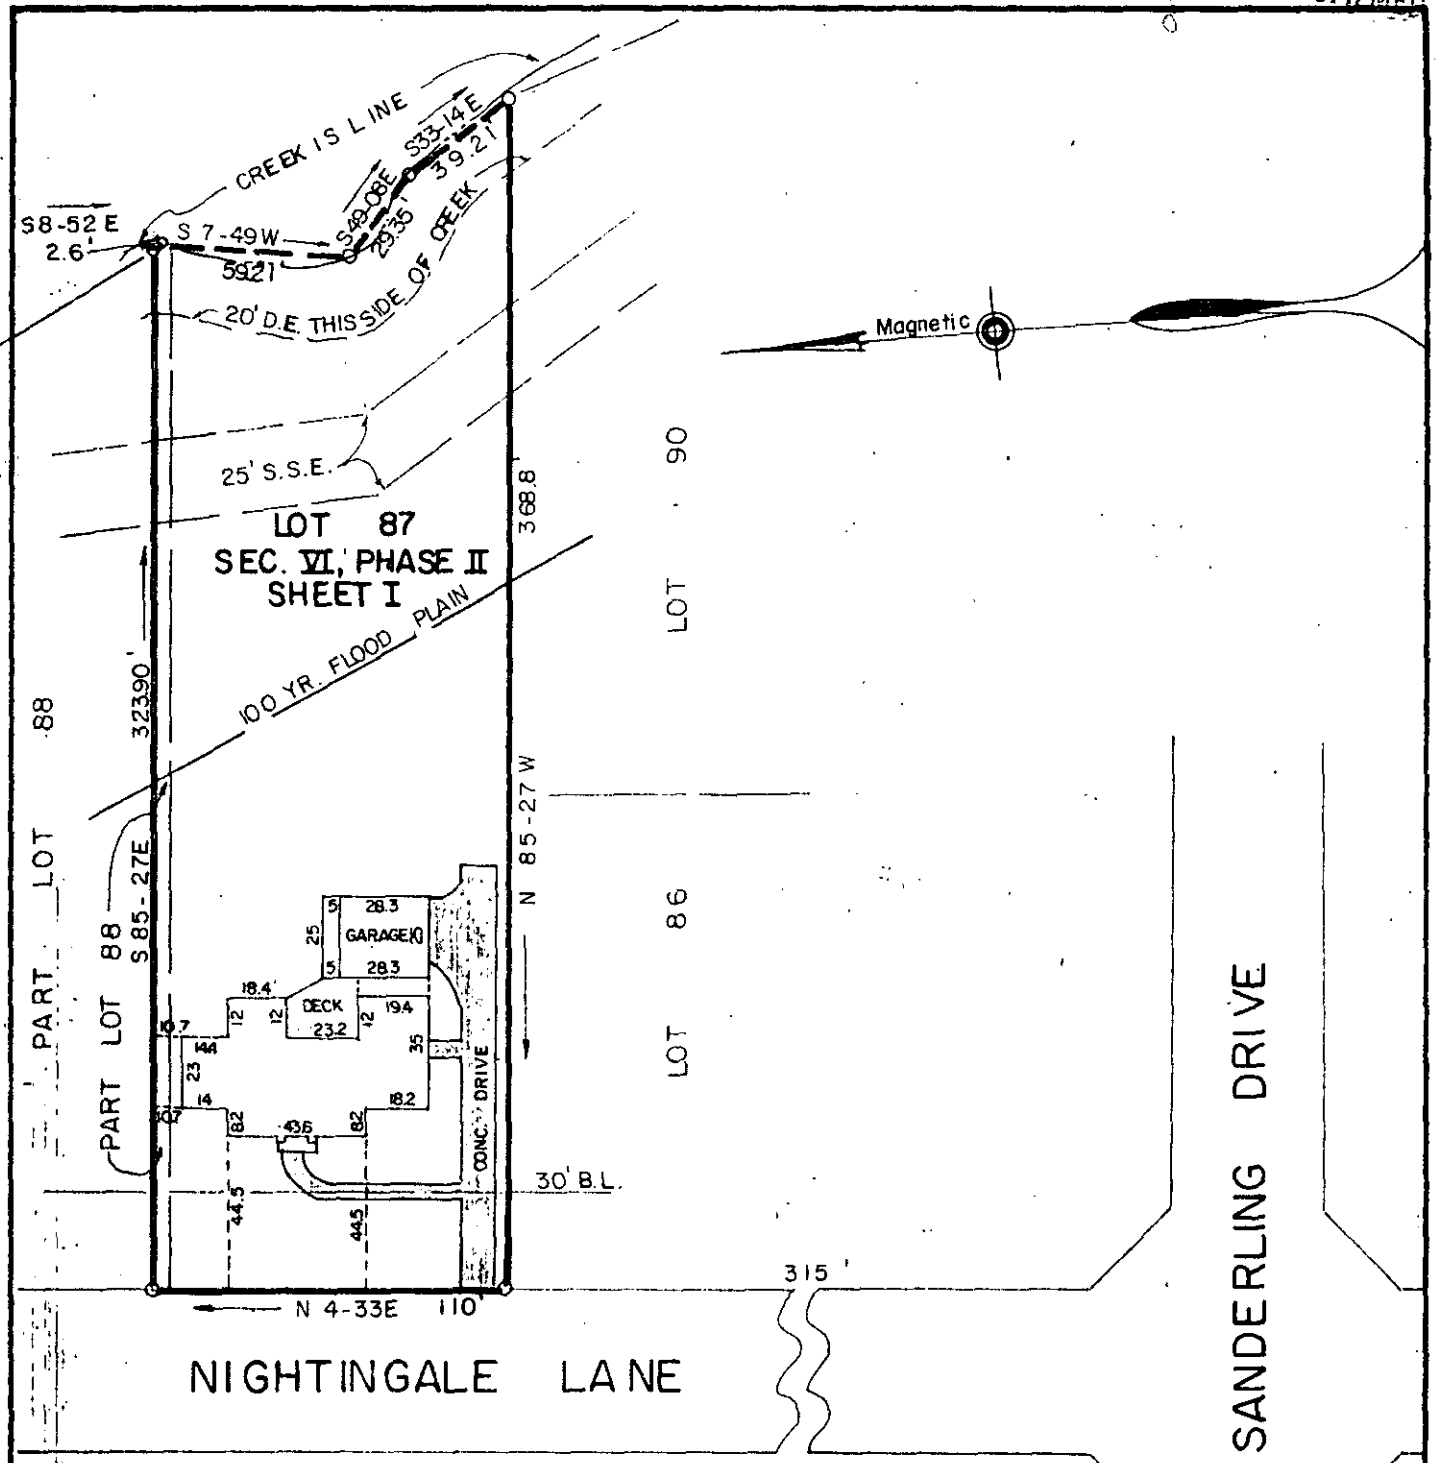 CREEK IS LINE
S33-14E
39.21'
S49-08E
29.35'
S8-52 E
2.6'
S 7-49W
59.21'
20' D.E. THIS SIDE OF CREEK
Magnetic
25' S.S.E.
LOT 87
SEC. VI, PHASE II
SHEET I
368.8'
LOT 90
100 YR. FLOOD PLAIN
323.90'
S 85-27E
N 85-27 W
PART LOT 88
PART LOT 88
LOT 86
5
28.3
25
GARAGE
5
28.3
18.4'
DECK
19.4
12
12
23.2
12
10.7
14.4
35
23
14
10.7
18.2
8.2
43.6
8.2
CONC. DRIVE
30' B.L.
44.5
44.5
315'
N 4-33E 110'
NIGHTINGALE LANE
SANDERLING DRIVE